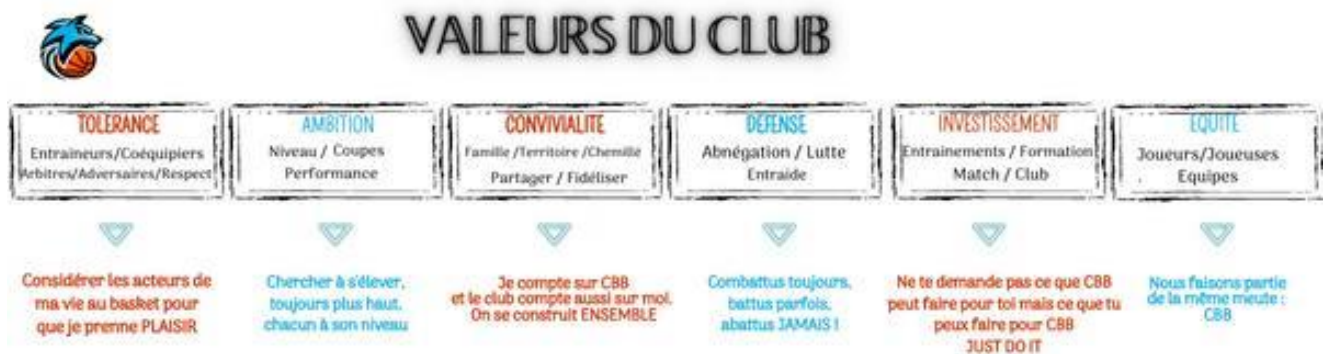 VALEURS DU CLUB
TOLERANCE
Entraineurs/Coéquipiers
Arbitres/Adversaires/Respect
AMBITION
Niveau / Coupes
Performance
CONVIVIALITE
Famille /Territoire /Chemillé
Partager / Fidéliser
DEFENSE
Abnégation / Lutte
Entraide
INVESTISSEMENT
Entrainements / Formation
Match / Club
EQUITE
Joueurs/Joueuses
. Equipes
Considérer les acteurs de
ma vie au basket pour
que je prenne PLAISIR
Chercher à s'élever,
toujours plus haut,
chacun à son niveau
Je compte sur CBB
et le club compte aussi sur moi.
On se construit ENSEMBLE
Combattus toujours,
battus parfois,
abattus JAMAIS !
Ne te demande pas ce que CBB
peut faire pour toi mais ce que tu
peux faire pour CBB
JUST DO IT
Nous faisons partie
de la même meute :
CBB